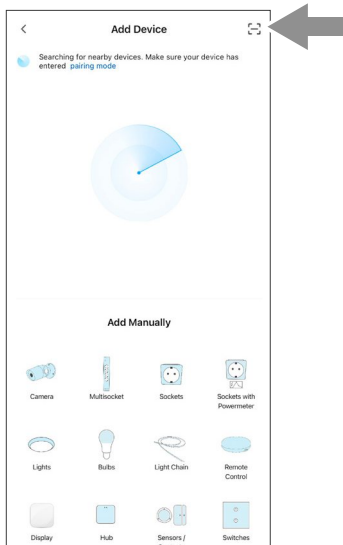 Add Device
Searching for nearby devices. Make sure your device has
entered pairing mode
Add Manually
Camera
Multisocket
Sockets
Sockets with
Powermeter
Lights
Bulbs
Light Chain
Remote
Control
Display
Hub
Sensors /
Switches